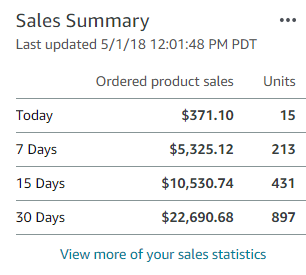 Sales Summary
Last updated 5/1/18 12:01:48 PM PDT
Ordered product sales Units
Today $371.10 15
7 Days $5,325.12 213
15 Days $10,530.74 431
30 Days $22,690.68 897
View more of your sales statistics